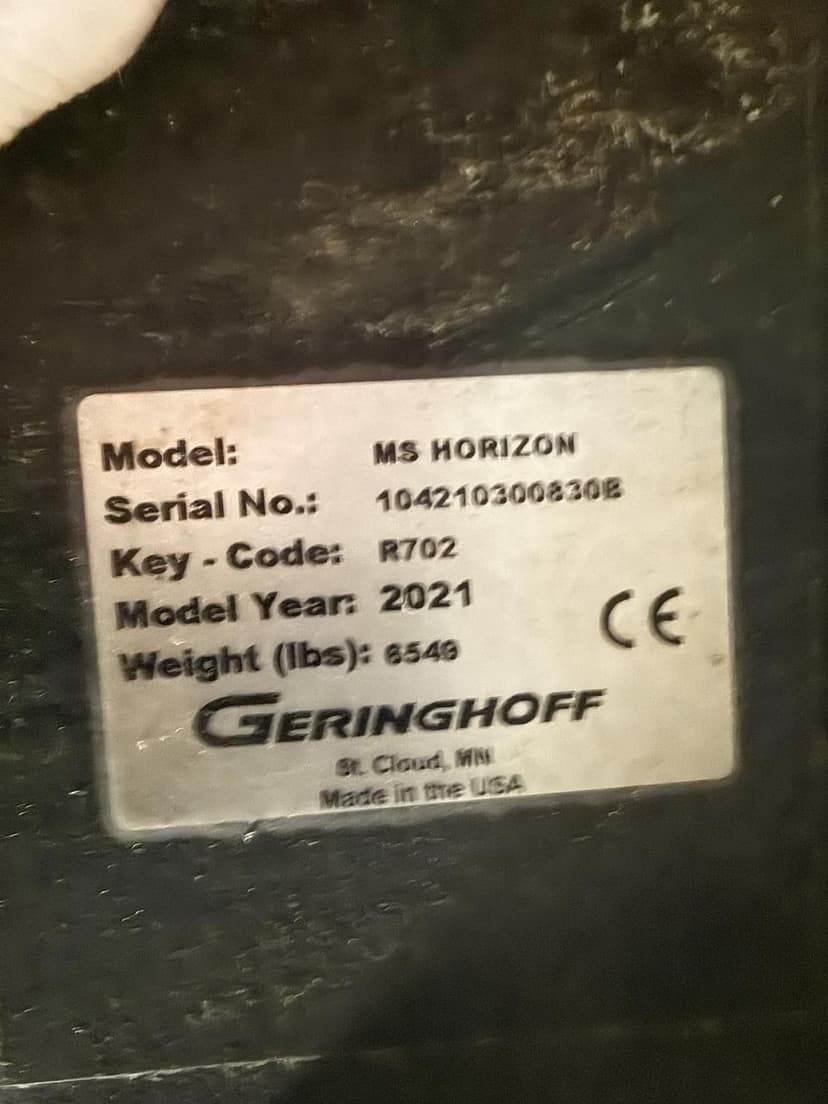 Model: MS HORIZON
Serial No.: 104210300830B
Key - Code: R702
Model Year: 2021
Weight (lbs): 6549
CE
GERINGHOFF
St. Cloud, MN
Made in the USA